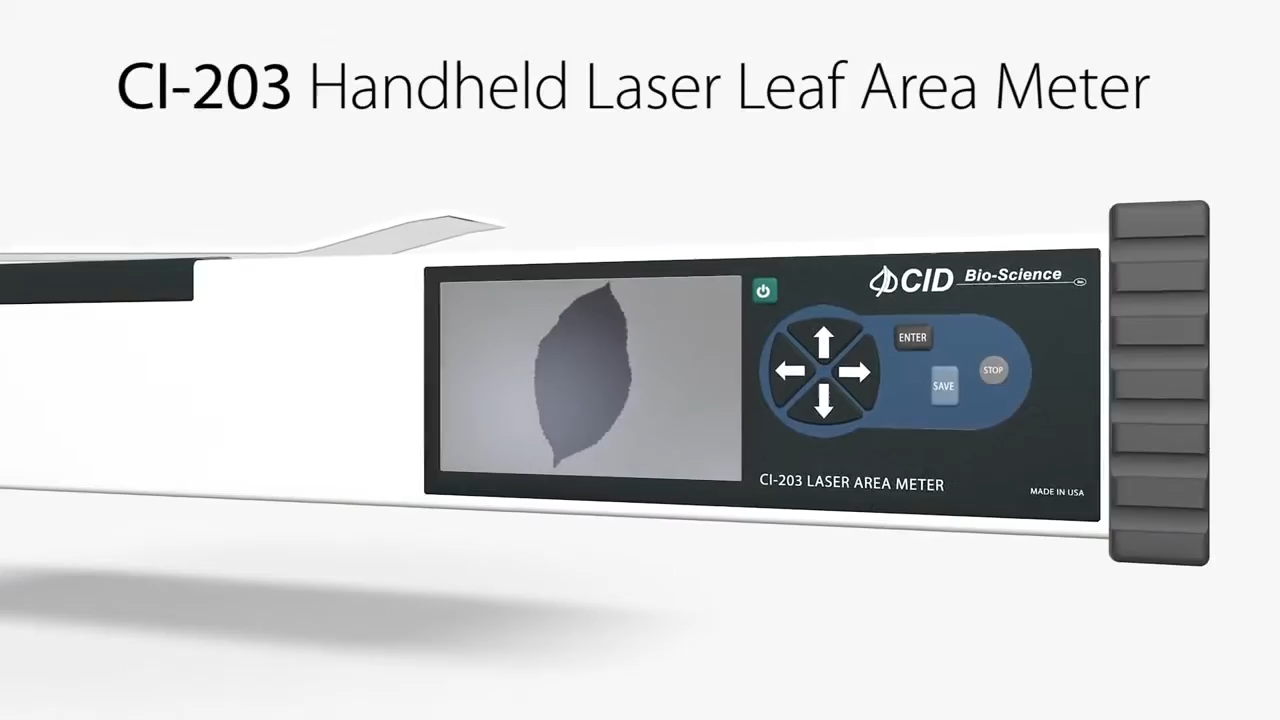 CI-203 Handheld Laser Leaf Area Meter
CID Bio-Science
ENTER
STOP
SAVE
CI-203 LASER AREA METER
MADE IN USA